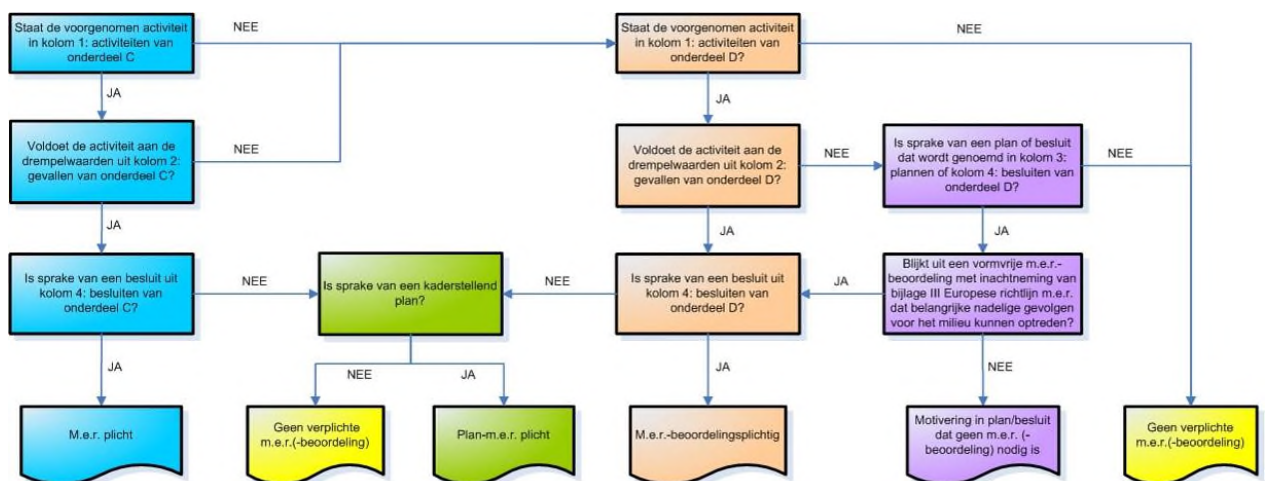 Staat de voorgenomen activiteit
in kolom 1: activiteiten van
onderdeel C
NEE
Staat de voorgenomen activiteit
in kolom 1: activiteiten van
onderdeel D?
NEE
JA
JA
Voldoet de activiteit aan de
drempelwaarden uit kolom 2:
gevallen van onderdeel C?
NEE
Voldoet de activiteit aan de
drempelwaarden uit kolom 2:
gevallen van onderdeel D?
NEE
Is sprake van een plan of besluit
dat wordt genoemd in kolom 3:
plannen of kolom 4: besluiten van
onderdeel D?
NEE
JA
JA
JA
Is sprake van een besluit uit
kolom 4: besluiten van
onderdeel C?
NEE
Is sprake van een kaderstellend
plan?
NEE
Is sprake van een besluit uit
kolom 4: besluiten van
onderdeel D?
JA
Blijkt uit een vormvrije m.e.r.-
beoordeling met inachtneming van
bijlage III Europese richtlijn m.e.r.
dat belangrijke nadelige gevolgen
voor het milieu kunnen optreden?
JA
NEE
JA
JA
NEE
M.e.r. plicht
Geen verplichte
m.e.r.(-beoordeling)
Plan-m.e.r. plicht
M.e.r.-beoordelingsplichtig
Motivering in plan/besluit
dat geen m.e.r. (-
beoordeling) nodig is
Geen verplichte
m.e.r.(-beoordeling)